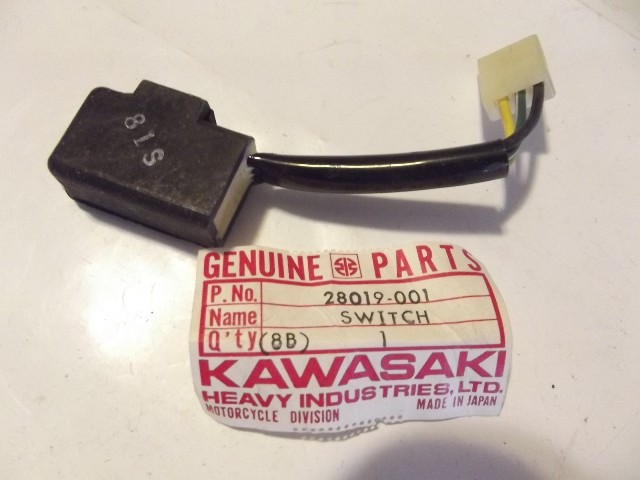 81S
GENUINE PARTS
P. No. 28019-001
Name SWITCH
Q'ty (8B) 1
KAWASAKI
HEAVY INDUSTRIES, LTD.
MOTORCYCLE DIVISION MADE IN JAPAN